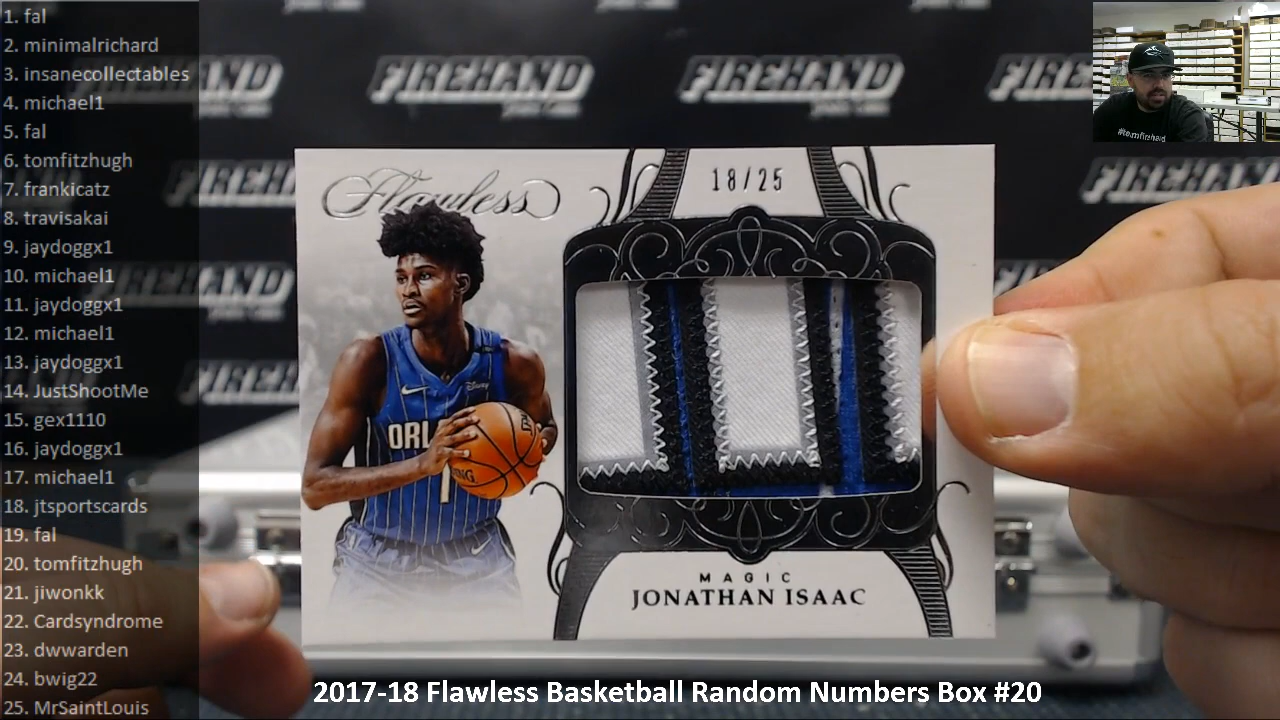 1. fal
2. minimalrichard
3. insanecollectables
4. michael1
5. fal
6. tomfitzhugh
7. frankicatz
8. travisakai
9. jaydoggx1
10. michael1
11. jaydoggx1
12. michael1
13. jaydoggx1
14. JustShootMe
15. gex1110
16. jaydoggx1
17. michael1
18. jtsportscards
19. fal
20. tomfitzhugh
21. jiwonkk
22. Cardsyndrome
23. dwwarden
24. bwig22
25. MrSaintLouis
FIREHAND FIREHAND
#teamfirehand
Flawless
18/25
Disney
MAGIC
JONATHAN ISAAC
2017-18 Flawless Basketball Random Numbers Box #20